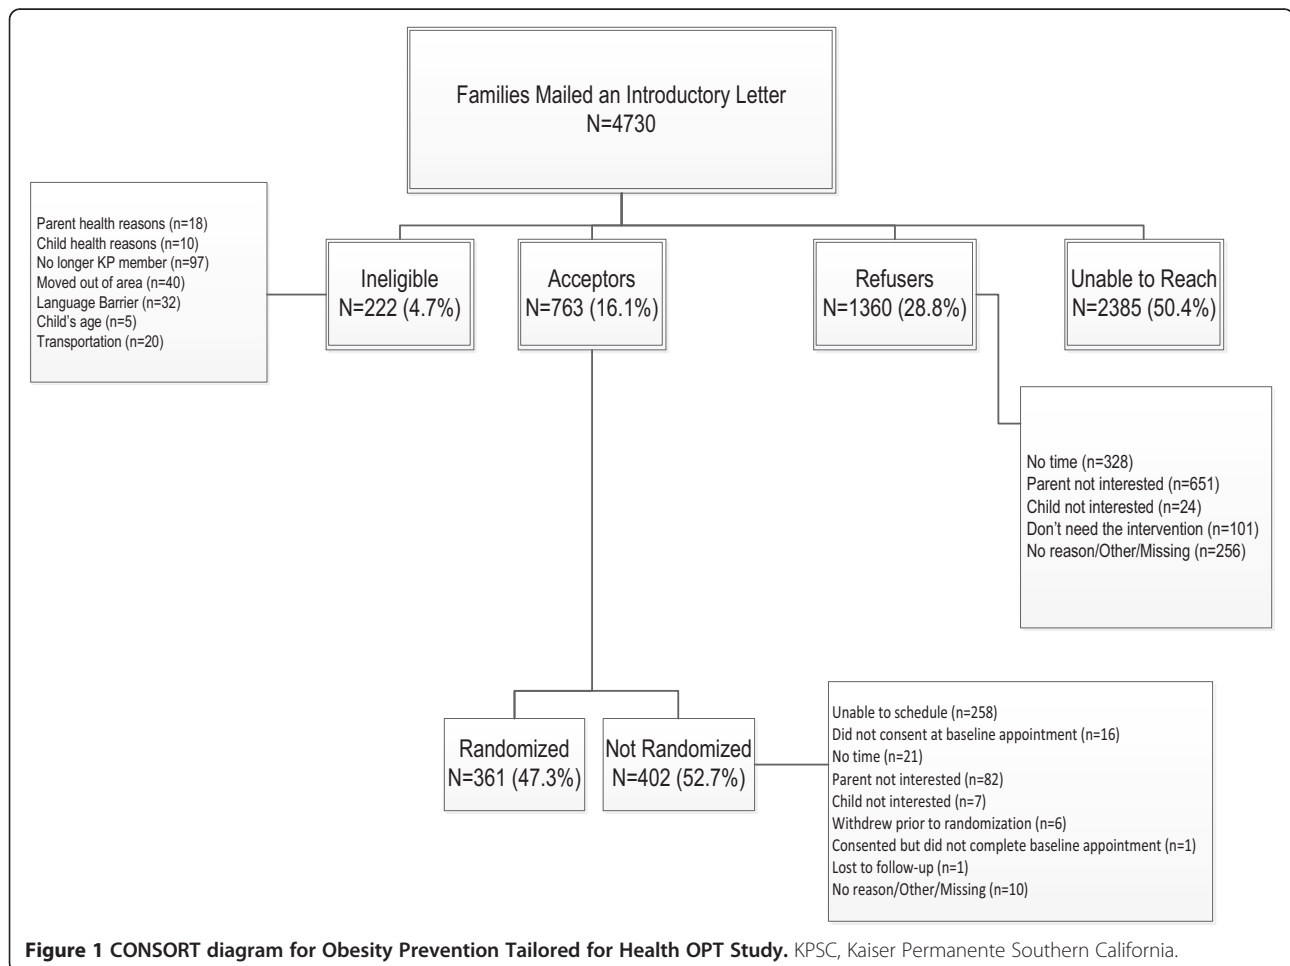 Families Mailed an Introductory Letter
N=4730
Parent health reasons (n=18)
Child health reasons (n=10)
No longer KP member (n=97)
Moved out of area (n=40)
Language Barrier (n=32)
Child's age (n=5)
Transportation (n=20)
Ineligible
N=222 (4.7%)
Acceptors
N=763 (16.1%)
Refusers
N=1360 (28.8%)
Unable to Reach
N=2385 (50.4%)
No time (n=328)
Parent not interested (n=651)
Child not interested (n=24)
Don't need the intervention (n=101)
No reason/Other/Missing (n=256)
Randomized
N=361 (47.3%)
Not Randomized
N=402 (52.7%)
Unable to schedule (n=258)
Did not consent at baseline appointment (n=16)
No time (n=21)
Parent not interested (n=82)
Child not interested (n=7)
Withdrew prior to randomization (n=6)
Consented but did not complete baseline appointment (n=1)
Lost to follow-up (n=1)
No reason/Other/Missing (n=10)
Figure 1 CONSORT diagram for Obesity Prevention Tailored for Health OPT Study. KPSC, Kaiser Permanente Southern California.